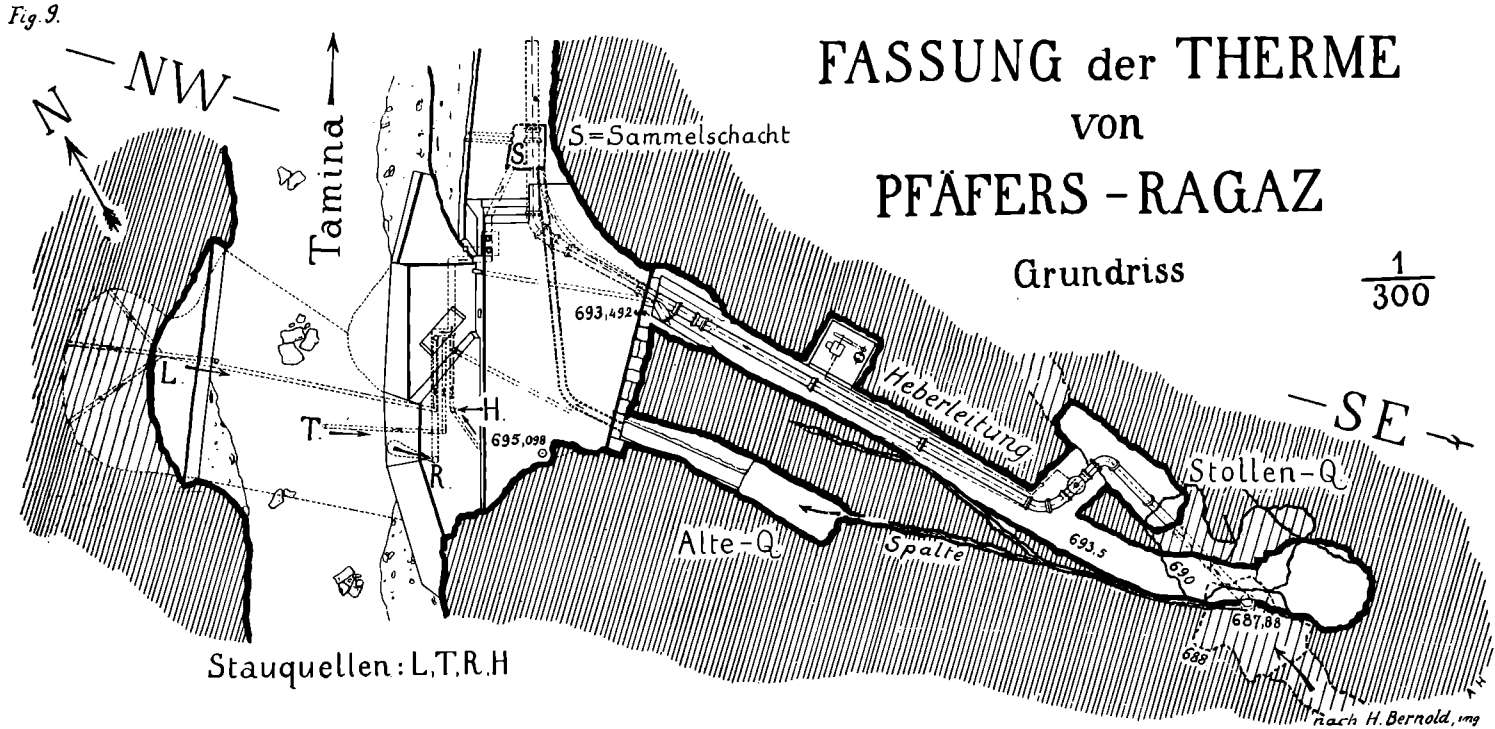 Fig. 9.
FASSUNG der THERME
von
PFÄFERS - RAGAZ
Grundriss
1
300
— NW —
N
Tamina
S
S.=Sammelschacht
693,492
L.
T.
H.
R
695,098
Heberleitung
— SE
Stollen-Q.
Alte-Q.
Spalte
693.5
690
687,88
688
Stauquellen: L,T,R,H
AH
nach H. Bernold, ing